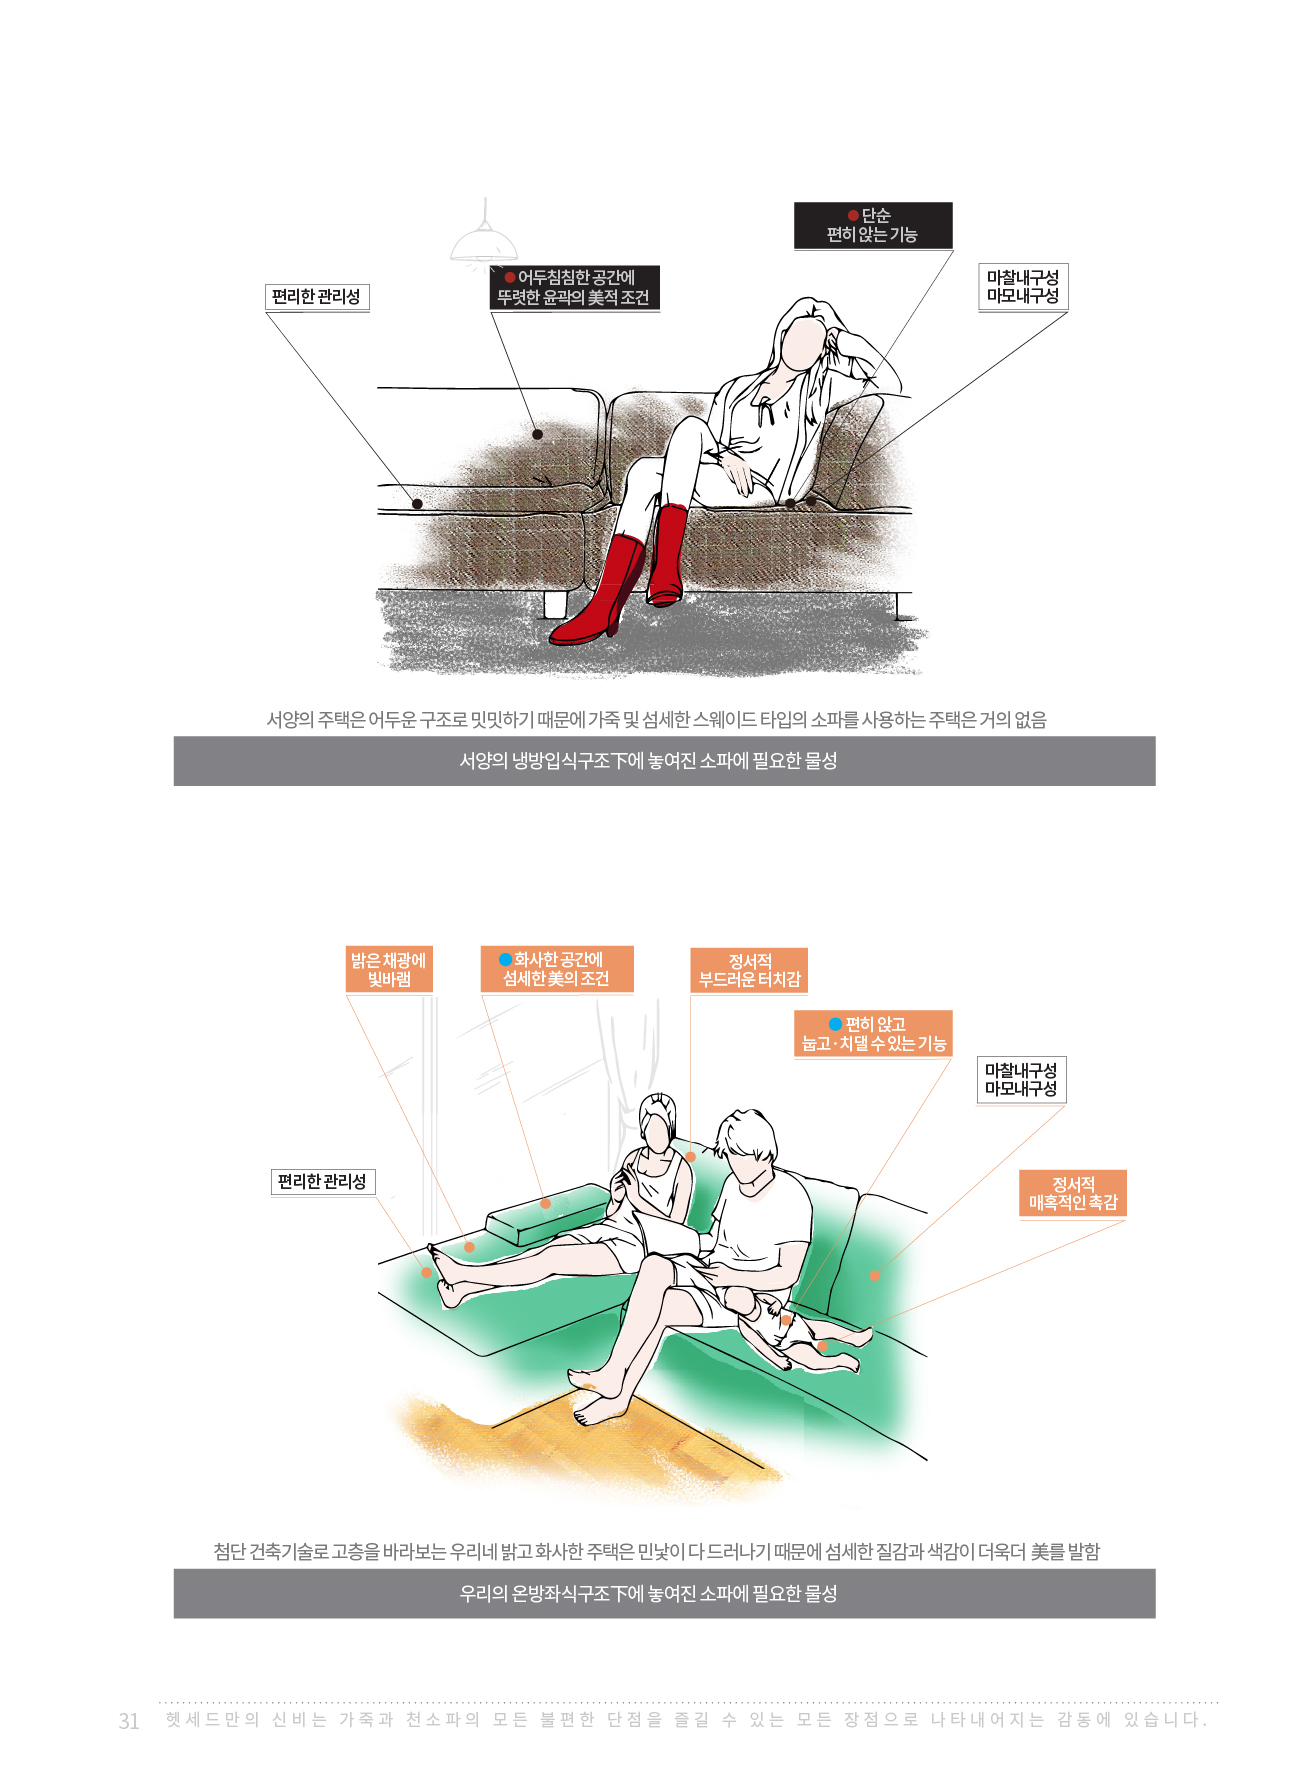 단순
편히 앉는 기능
어두침침한 공간에
뚜렷한 윤곽의 美적 조건
마찰내구성
마모내구성
편리한 관리성
서양의 주택은 어두운 구조로 밋밋하기 때문에 가죽 및 섬세한 스웨이드 타입의 소파를 사용하는 주택은 거의 없음
서양의 냉방입식구조下에 놓여진 소파에 필요한 물성
밝은 채광에
빛바램
화사한 공간에
섬세한 美의 조건
정서적
부드러운 터치감
편히 앉고
눕고·치댈 수 있는 기능
마찰내구성
마모내구성
편리한 관리성
정서적
매혹적인 촉감
첨단 건축기술로 고층을 바라보는 우리네 밝고 화사한 주택은 민낯이 다 드러나기 때문에 섬세한 질감과 색감이 더욱더 美를 발함
우리의 온방좌식구조下에 놓여진 소파에 필요한 물성
31 헷세드만의 신비는 가죽과 천소파의 모든 불편한 단점을 즐길 수 있는 모든 장점으로 나타내어지는 감동에 있습니다.